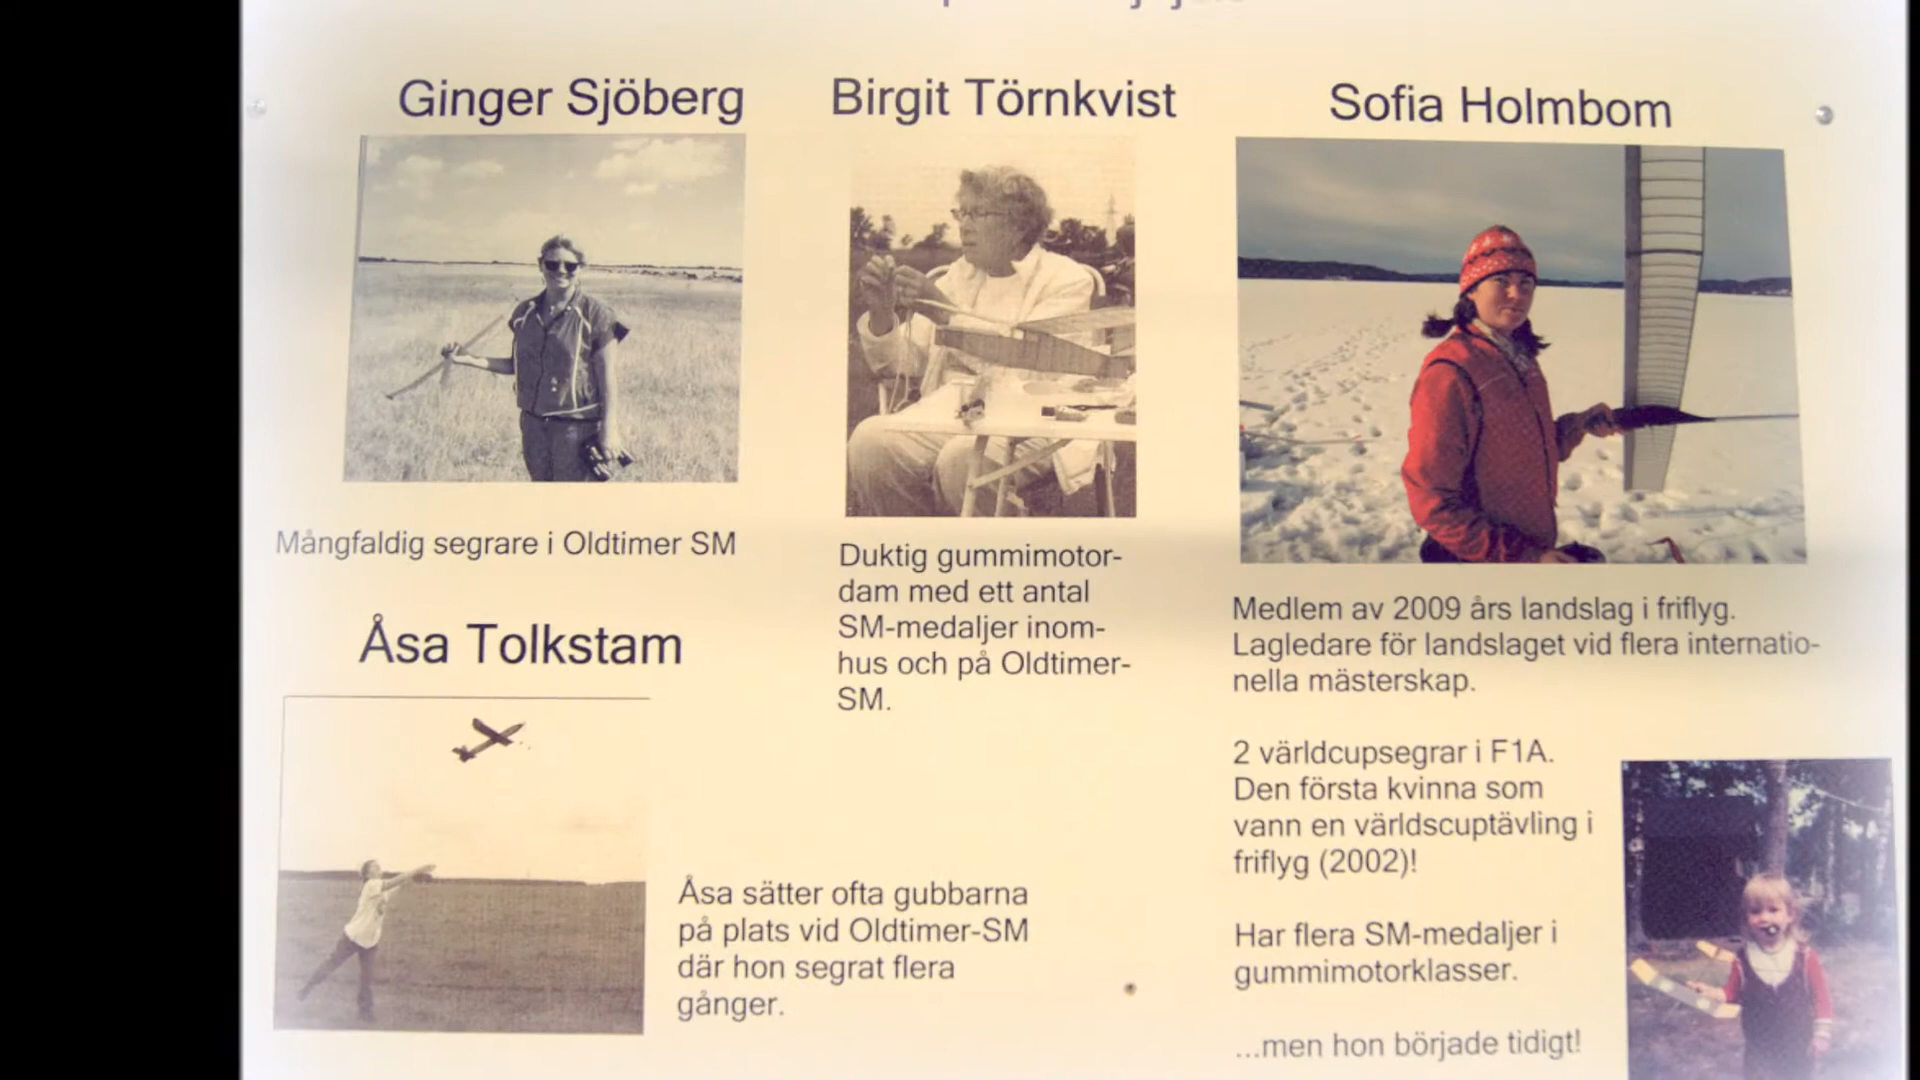 Ginger Sjöberg
Mångfaldig segrare i Oldtimer SM
Åsa Tolkstam
Åsa sätter ofta gubbarna
på plats vid Oldtimer-SM
där hon segrat flera
gånger.
Birgit Törnkvist
Duktig gummimotor-
dam med ett antal
SM-medaljer inom-
hus och på Oldtimer-
SM.
Sofia Holmbom
Medlem av 2009 års landslag i friflyg.
Lagledare för landslaget vid flera internatio-
nella mästerskap.
2 världcupsegrar i F1A.
Den första kvinna som
vann en världscuptävling i
friflyg (2002)!
Har flera SM-medaljer i
gummimotorklasser.
...men hon började tidigt!